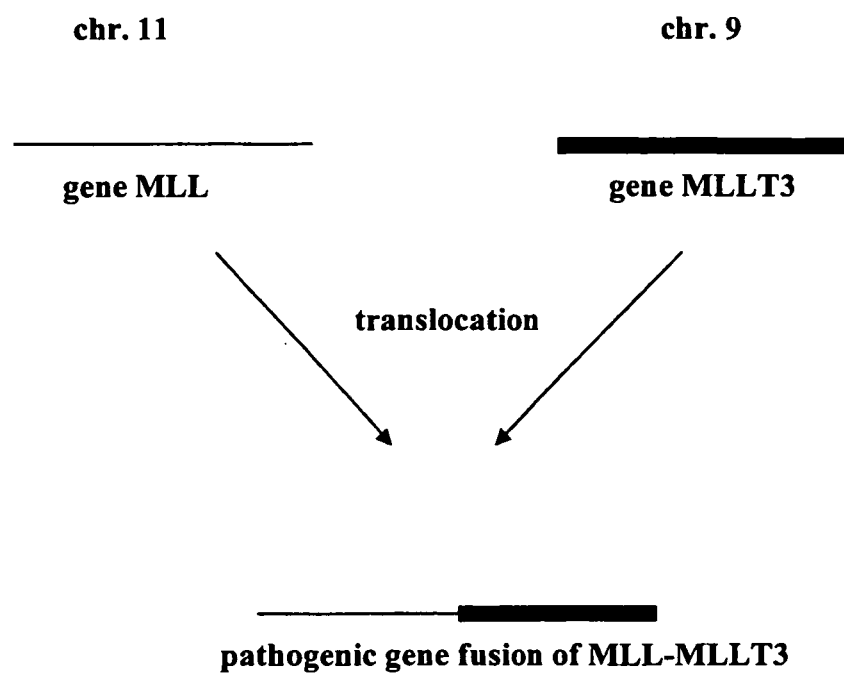 chr. 11
chr. 9
gene MLL
gene MLLT3
translocation
pathogenic gene fusion of MLL-MLLT3